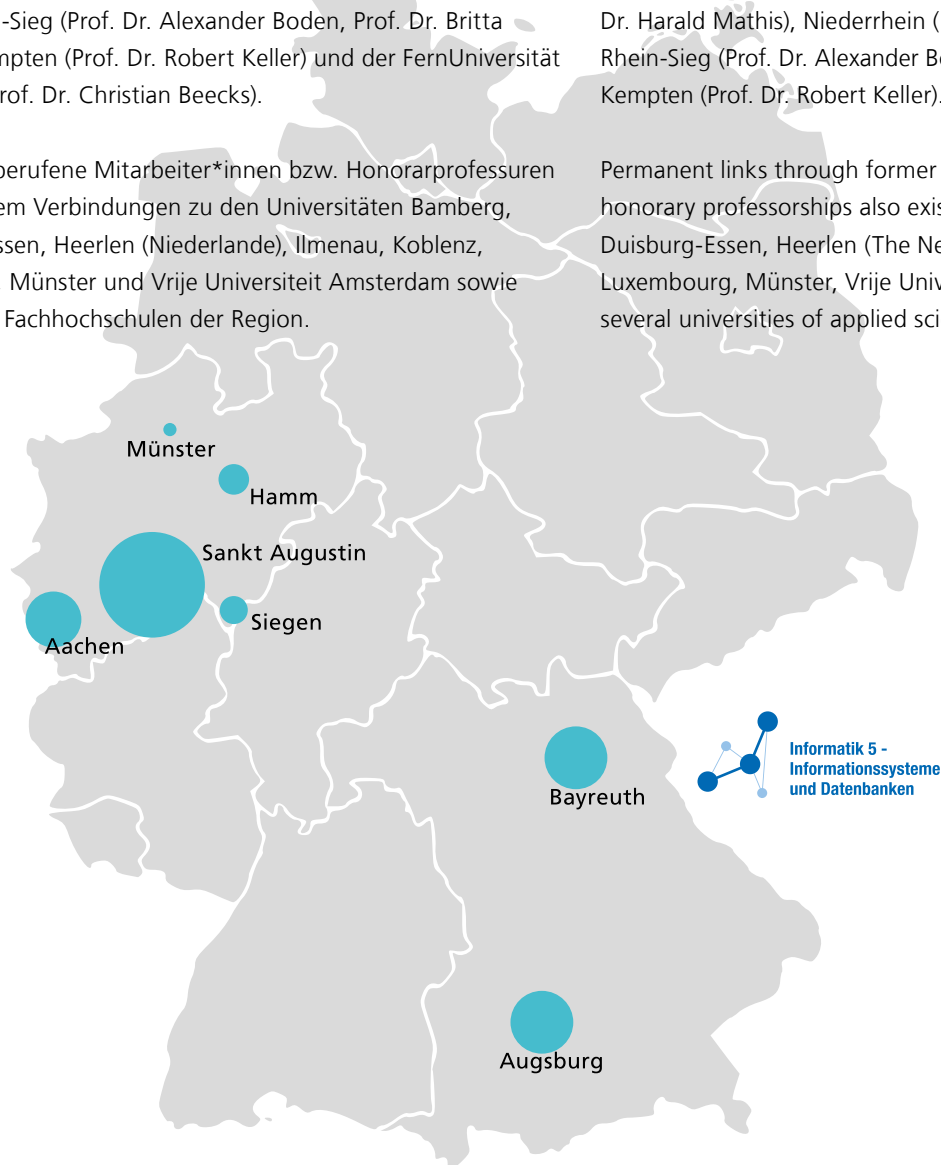 -Sieg (Prof. Dr. Alexander Boden, Prof. Dr. Britta
mpten (Prof. Dr. Robert Keller) und der FernUniversität
rof. Dr. Christian Beecks).
berufene Mitarbeiter*innen bzw. Honorarprofessuren
em Verbindungen zu den Universitäten Bamberg,
ssen, Heerlen (Niederlande), Ilmenau, Koblenz,
, Münster und Vrije Universiteit Amsterdam sowie
Fachhochschulen der Region.
Dr. Harald Mathis), Niederrhein (
Rhein-Sieg (Prof. Dr. Alexander Bo
Kempten (Prof. Dr. Robert Keller).
Permanent links through former
honorary professorships also exis
Duisburg-Essen, Heerlen (The Ne
Luxembourg, Münster, Vrije Univ
several universities of applied sci
Münster
Hamm
Sankt Augustin
Siegen
Aachen
Bayreuth
Informatik 5 -
Informationssysteme
und Datenbanken
Augsburg